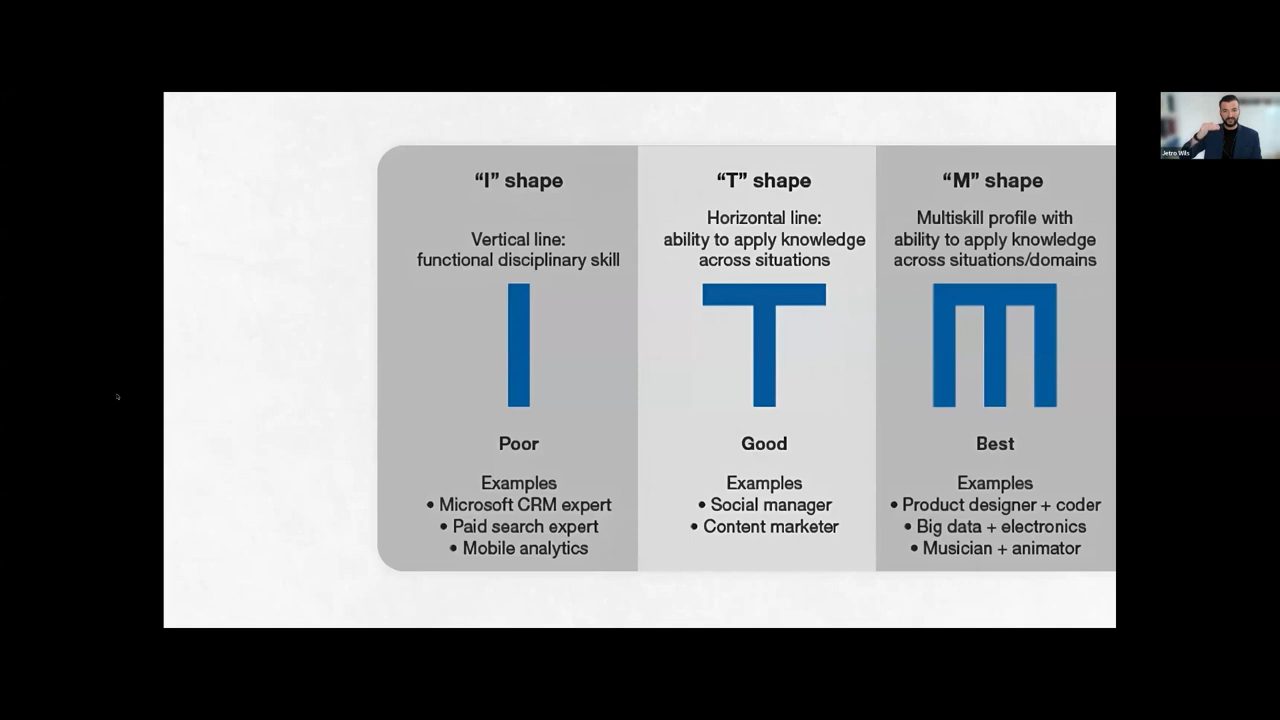 “I” shape
Vertical line:
functional disciplinary skill
Poor
Examples
• Microsoft CRM expert
• Paid search expert
• Mobile analytics
“T” shape
Horizontal line:
ability to apply knowledge
across situations
Good
Examples
• Social manager
• Content marketer
“M” shape
Multiskill profile with
ability to apply knowledge
across situations/domains
Best
Examples
• Product designer + coder
• Big data + electronics
• Musician + animator
Jetro Wils